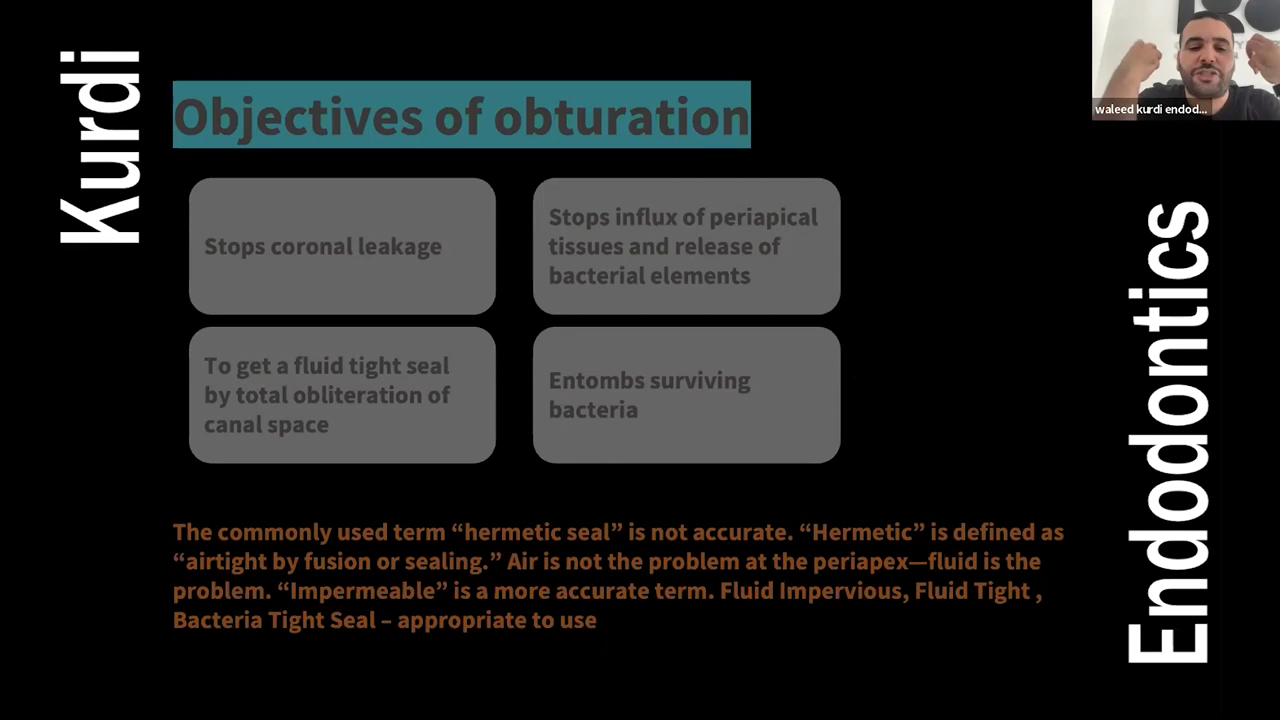 Kurdi
Objectives of obturation
Stops coronal leakage
Stops influx of periapical
tissues and release of
bacterial elements
To get a fluid tight seal
by total obliteration of
canal space
Entombs surviving
bacteria
The commonly used term “hermetic seal” is not accurate. “Hermetic” is defined as
“airtight by fusion or sealing.” Air is not the problem at the periapex—fluid is the
problem. “Impermeable” is a more accurate term. Fluid Impervious, Fluid Tight ,
Bacteria Tight Seal – appropriate to use
waleed kurdi endod...
Endodontics